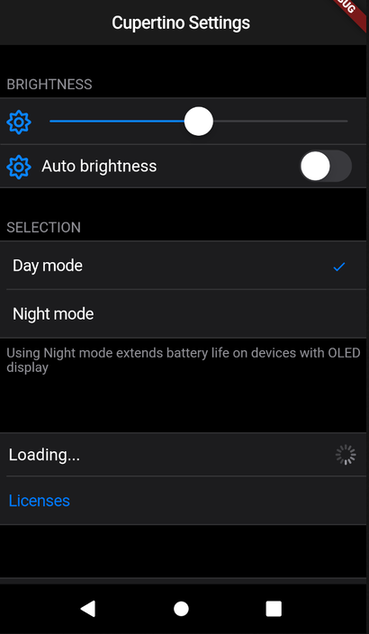 Cupertino Settings
BRIGHTNESS
Auto brightness
SELECTION
Day mode
Night mode
Using Night mode extends battery life on devices with OLED
display
Loading...
Licenses